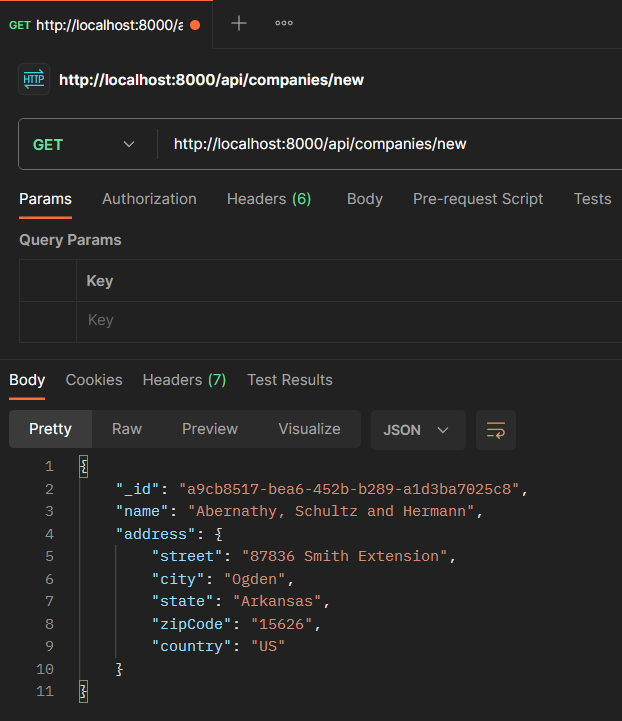 GET http://localhost:8000/a
HTTP http://localhost:8000/api/companies/new
GET http://localhost:8000/api/companies/new
Params Authorization Headers (6) Body Pre-request Script Tests
Query Params
Key
Key
Body Cookies Headers (7) Test Results
Pretty Raw Preview Visualize JSON
1 {
2 "_id": "a9cb8517-bea6-452b-b289-a1d3ba7025c8",
3 "name": "Abernathy, Schultz and Hermann",
4 "address": {
5 "street": "87836 Smith Extension",
6 "city": "Ogden",
7 "state": "Arkansas",
8 "zipCode": "15626",
9 "country": "US"
10 }
11 }